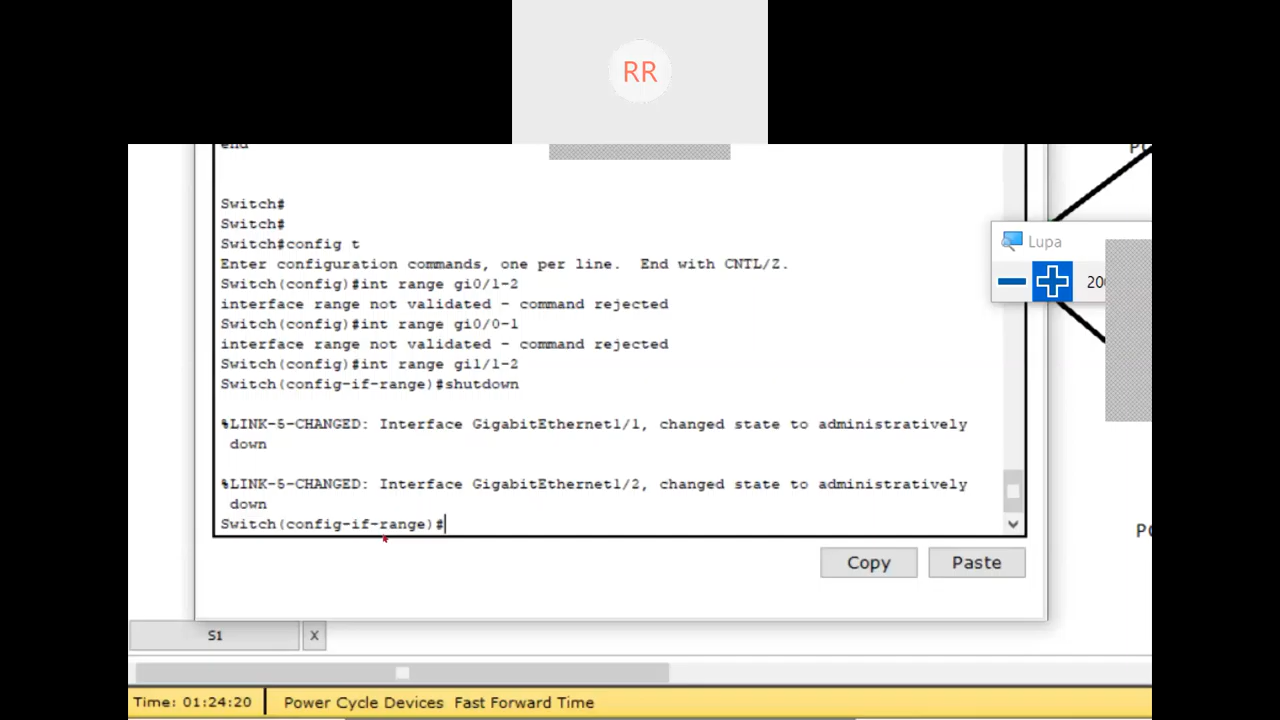 RR
end
PC
Switch#
Switch#
Switch#config t
Enter configuration commands, one per line.  End with CNTL/Z.
Switch(config)#int range gi0/1-2
interface range not validated - command rejected
Switch(config)#int range gi0/0-1
interface range not validated - command rejected
Switch(config)#int range gi1/1-2
Switch(config-if-range)#shutdown
%LINK-5-CHANGED: Interface GigabitEthernet1/1, changed state to administratively
down
%LINK-5-CHANGED: Interface GigabitEthernet1/2, changed state to administratively
down
Switch(config-if-range)#
Lupa
Copy
Paste
S1
X
Time: 01:24:20
Power Cycle Devices  Fast Forward Time